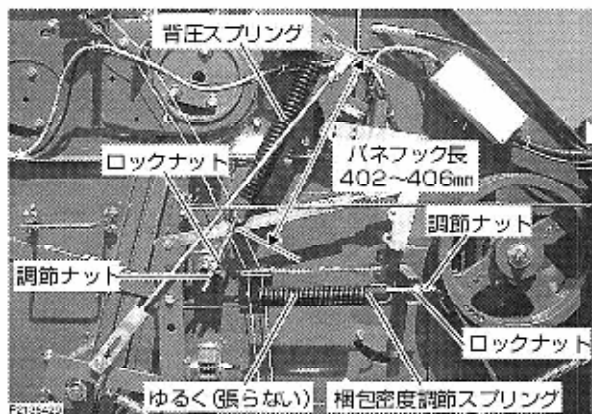 背圧スプリング
バネフック長
402～406mm
ロックナット
調節ナット
調節ナット
ロックナット
ゆるく(張らない)
梱包密度調節スプリング
P2135429